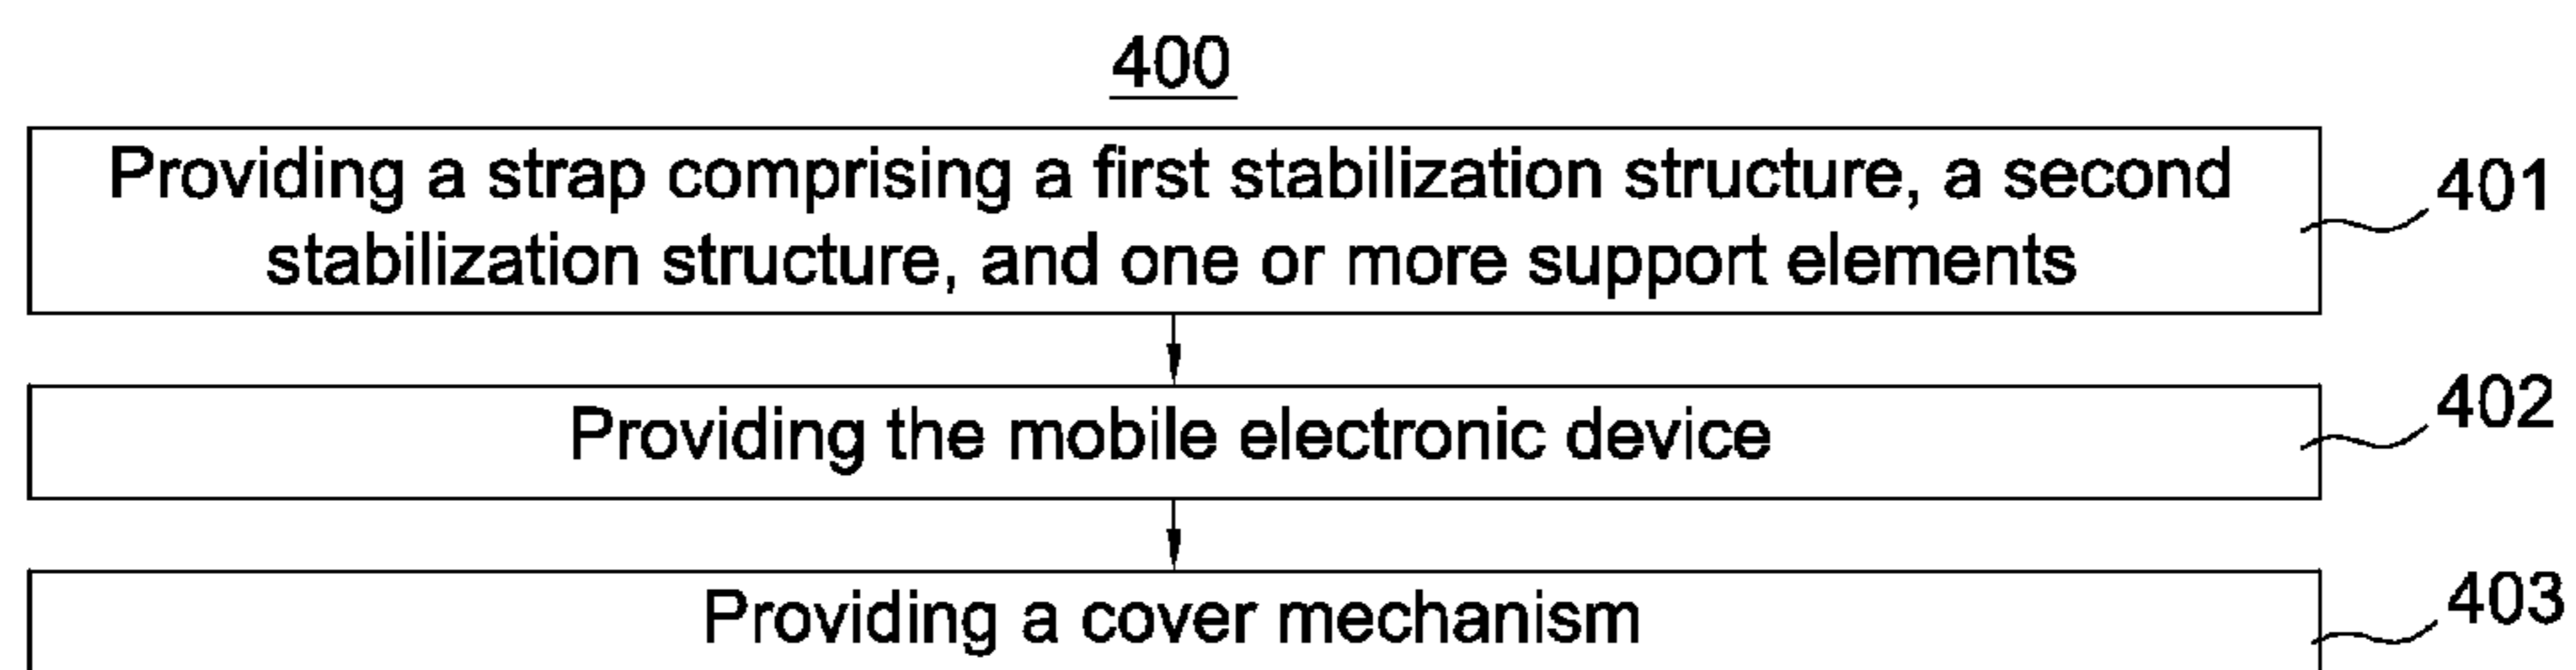 400
Providing a strap comprising a first stabilization structure, a second
stabilization structure, and one or more support elements
401
Providing the mobile electronic device
402
Providing a cover mechanism
403